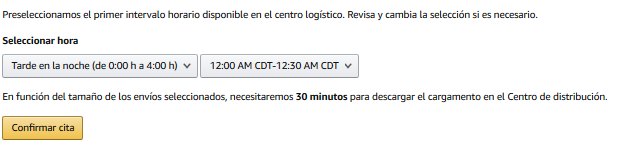 Preseleccionamos el primer intervalo horario disponible en el centro logístico. Revisa y cambia la selección si es necesario.
Seleccionar hora
Tarde en la noche (de 0:00 h a 4:00 h) 12:00 AM CDT-12:30 AM CDT
En función del tamaño de los envíos seleccionados, necesitaremos 30 minutos para descargar el cargamento en el Centro de distribución.
Confirmar cita